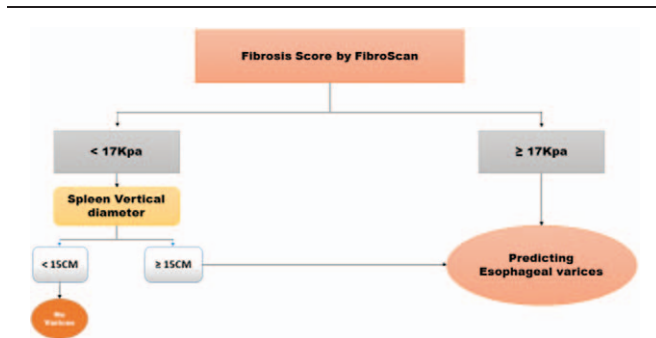 Fibrosis Score by FibroScan
< 17Kpa
≥ 17Kpa
Spleen Vertical
diameter
< 15CM
≥ 15CM
Predicting
Esophageal varices
No
Varices